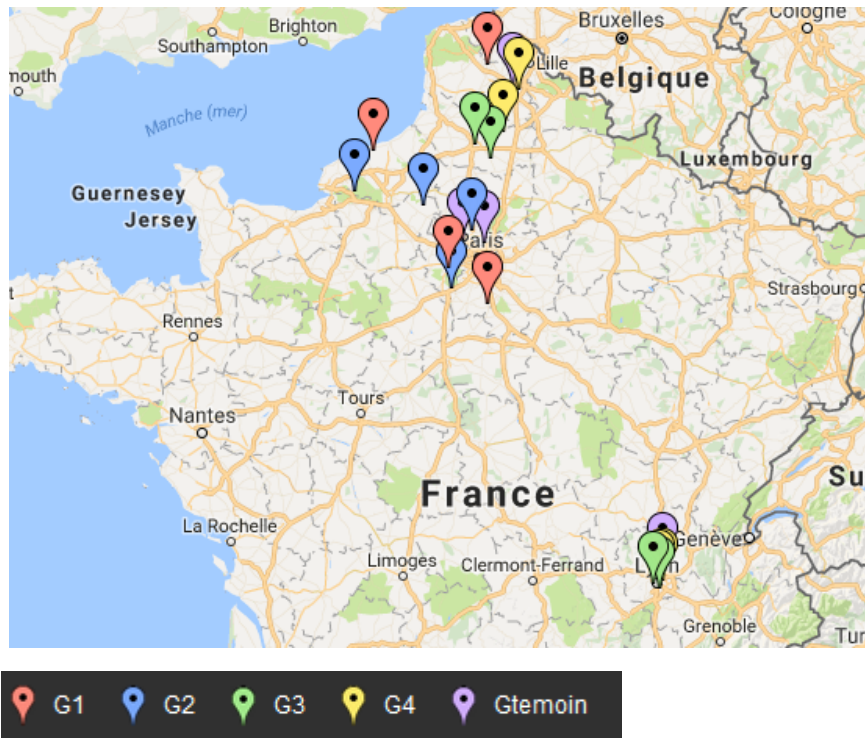 Brighton
Southampton
mouth
Bruxelles
Cologne
Lille
Belgique
Manche (mer)
Luxembourg
Guernesey
Jersey
Paris
Strasbourg
t
Rennes
Tours
Nantes
Su
France
La Rochelle
Genève
Limoges
Clermont-Ferrand
Grenoble
Tur
G1
G2
G3
G4
Gtemoin